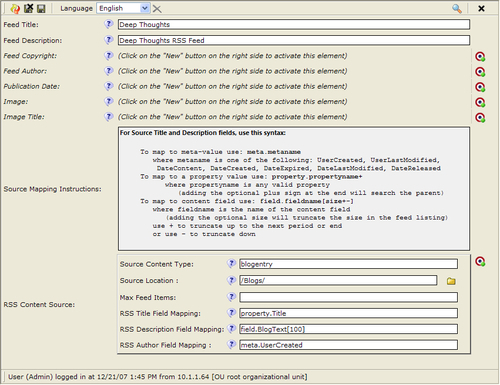 Language English
Feed Title: Deep Thoughts
Feed Description: Deep Thoughts RSS Feed
Feed Copyright: (Click on the "New" button on the right side to activate this element)
Feed Author: (Click on the "New" button on the right side to activate this element)
Publication Date: (Click on the "New" button on the right side to activate this element)
Image: (Click on the "New" button on the right side to activate this element)
Image Title: (Click on the "New" button on the right side to activate this element)
For Source Title and Description fields, use this syntax:
To map to meta-value use: meta.metaname
where metaname is one of the following: UserCreated, UserLastModified,
DateContent, DateCreated, DateExpired, DateLastModified, DateReleased
To map to a property value use: property.propertyname+
where propertyname is any valid property
(adding the optional plus sign at the end will search the parent)
Source Mapping Instructions:
To map to content field use: field.fieldname[size+-]
where fieldname is the name of the content field
(adding the optional size will truncate the size in the feed listing)
use + to truncate up to the next period or end
or use - to truncate down
Source Content Type: blogentry
Source Location : /Blogs/
Max Feed Items:
RSS Content Source:
RSS Title Field Mapping: property.Title
RSS Description Field Mapping: field.BlogText[100]
RSS Author Field Mapping : meta.UserCreated
User (Admin) logged in at 12/21/07 1:45 PM from 10.1.1.64 [OU root organizational unit]